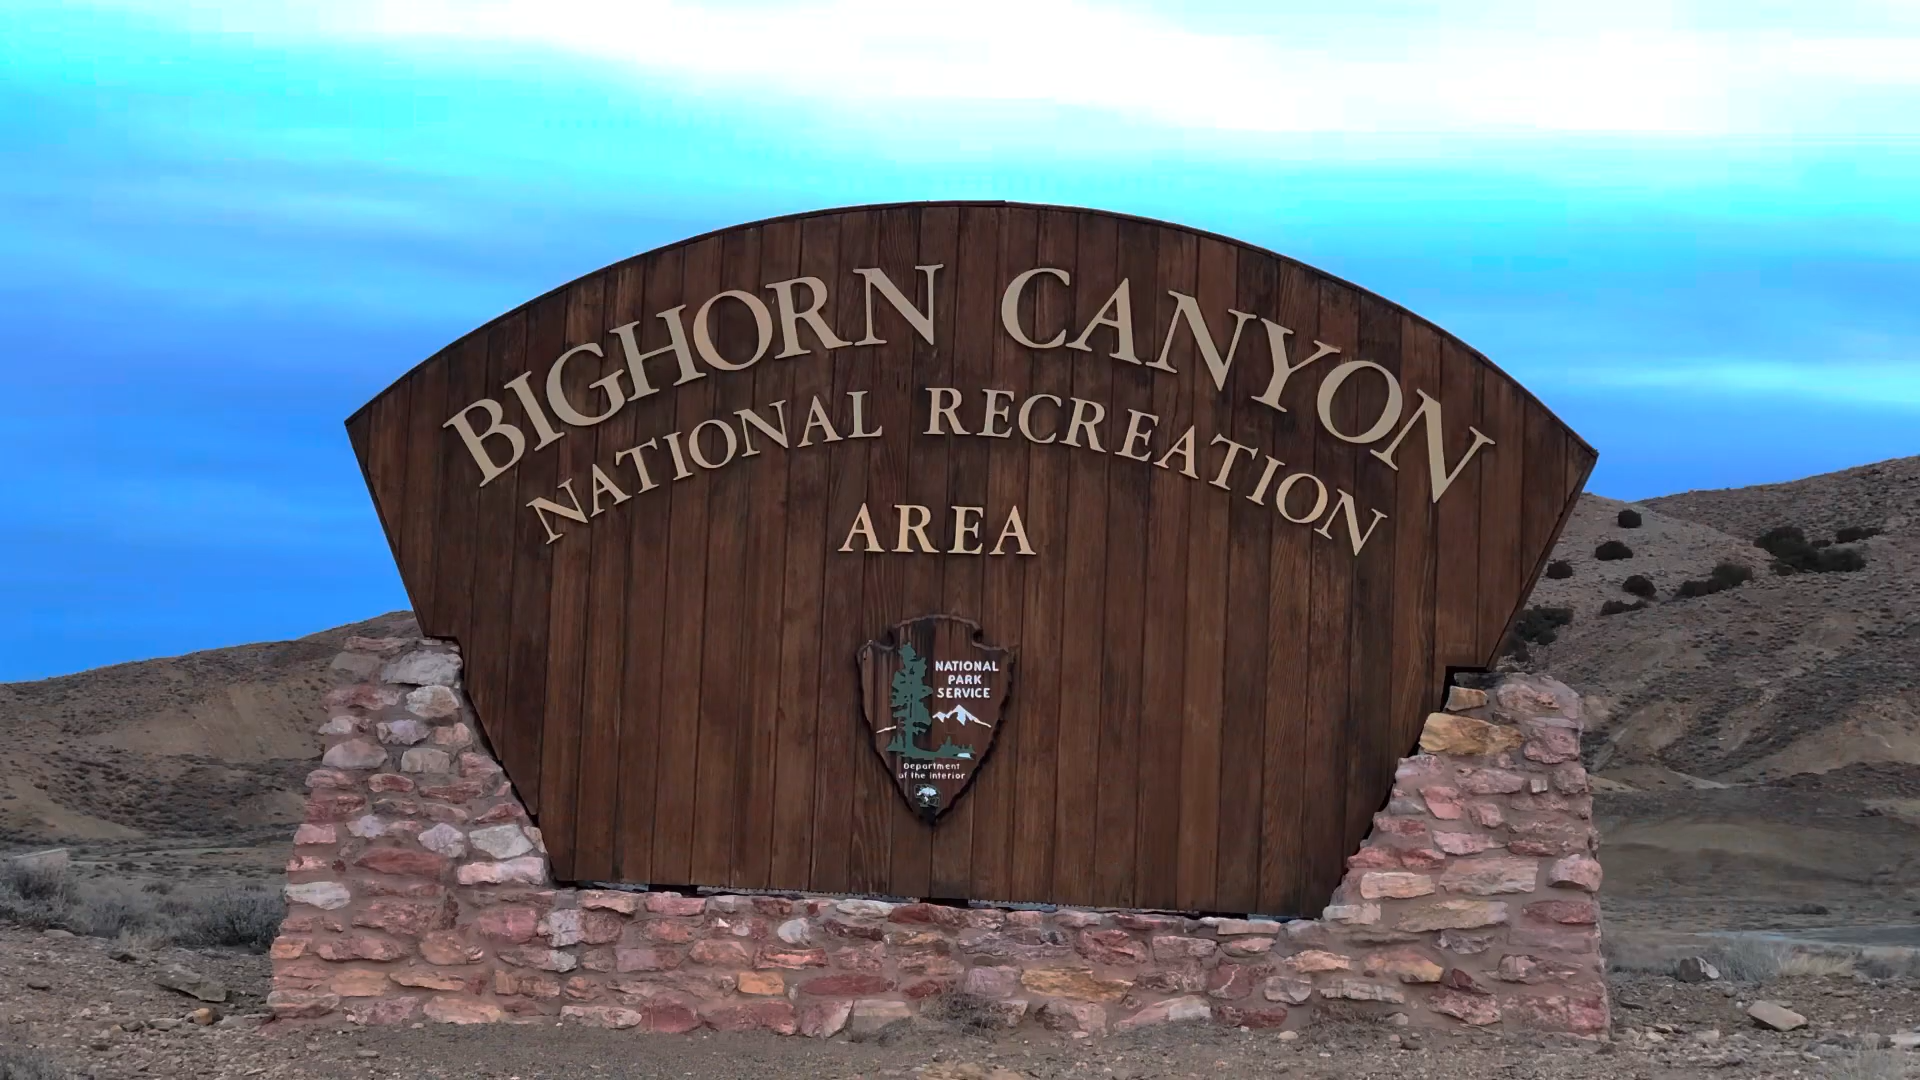 BIGHORN CANYON
NATIONAL RECREATION
AREA
NATIONAL
PARK
SERVICE
Department
of the Interior